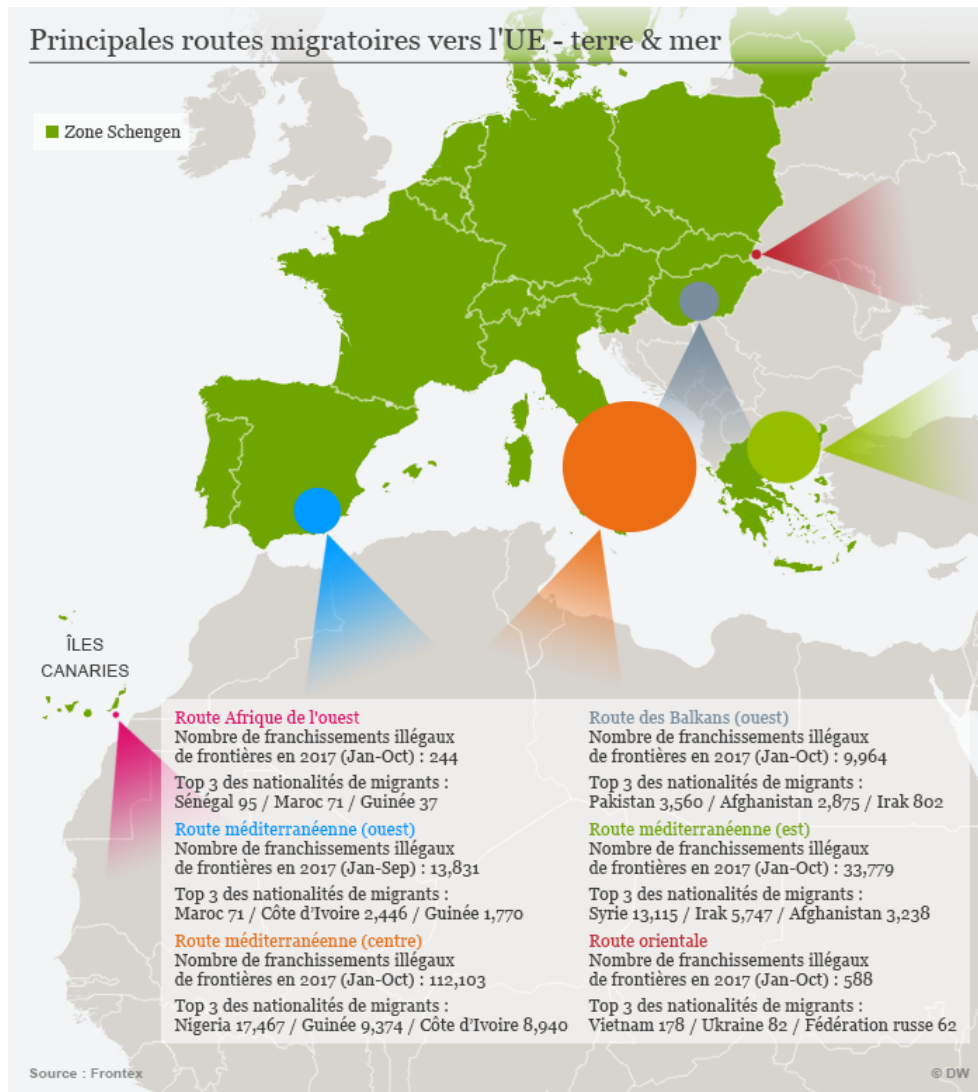 Principales routes migratoires vers l'UE - terre & mer
Zone Schengen
ÎLES
CANARIES
Route Afrique de l'ouest
Nombre de franchissements illégaux
de frontières en 2017 (Jan-Oct) : 244
Top 3 des nationalités de migrants :
Sénégal 95 / Maroc 71 / Guinée 37
Route méditerranéenne (ouest)
Nombre de franchissements illégaux
de frontières en 2017 (Jan-Sep) : 13,831
Top 3 des nationalités de migrants :
Maroc 71 / Côte d’Ivoire 2,446 / Guinée 1,770
Route méditerranéenne (centre)
Nombre de franchissements illégaux
de frontières en 2017 (Jan-Oct) : 112,103
Top 3 des nationalités de migrants :
Nigeria 17,467 / Guinée 9,374 / Côte d’Ivoire 8,940
Route des Balkans (ouest)
Nombre de franchissements illégaux
de frontières en 2017 (Jan-Oct) : 9,964
Top 3 des nationalités de migrants :
Pakistan 3,560 / Afghanistan 2,875 / Irak 802
Route méditerranéenne (est)
Nombre de franchissements illégaux
de frontières en 2017 (Jan-Oct) : 33,779
Top 3 des nationalités de migrants :
Syrie 13,115 / Irak 5,747 / Afghanistan 3,238
Route orientale
Nombre de franchissements illégaux
de frontières en 2017 (Jan-Oct) : 588
Top 3 des nationalités de migrants :
Vietnam 178 / Ukraine 82 / Fédération russe 62
Source : Frontex
© DW